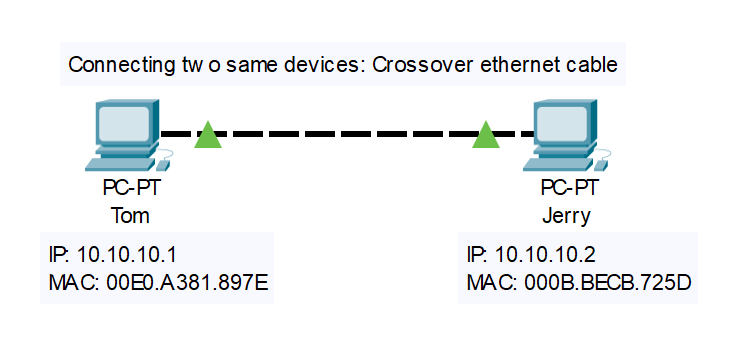 Connecting two same devices: Crossover ethernet cable
PC-PT
Tom
IP: 10.10.10.1
MAC: 00E0.A381.897E
PC-PT
Jerry
IP: 10.10.10.2
MAC: 000B.BECB.725D